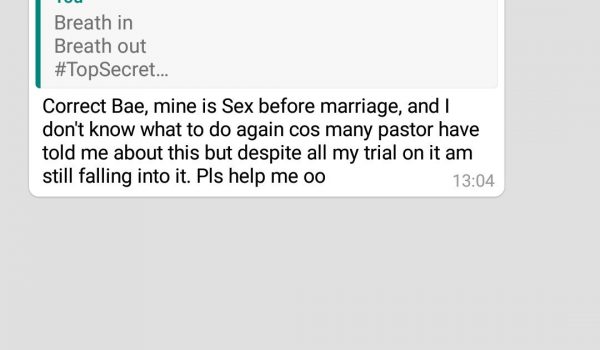 You
Breath in
Breath out
#TopSecret...
Correct Bae, mine is Sex before marriage, and I
don't know what to do again cos many pastor have
told me about this but despite all my trial on it am
still falling into it. Pls help me oo
13:04